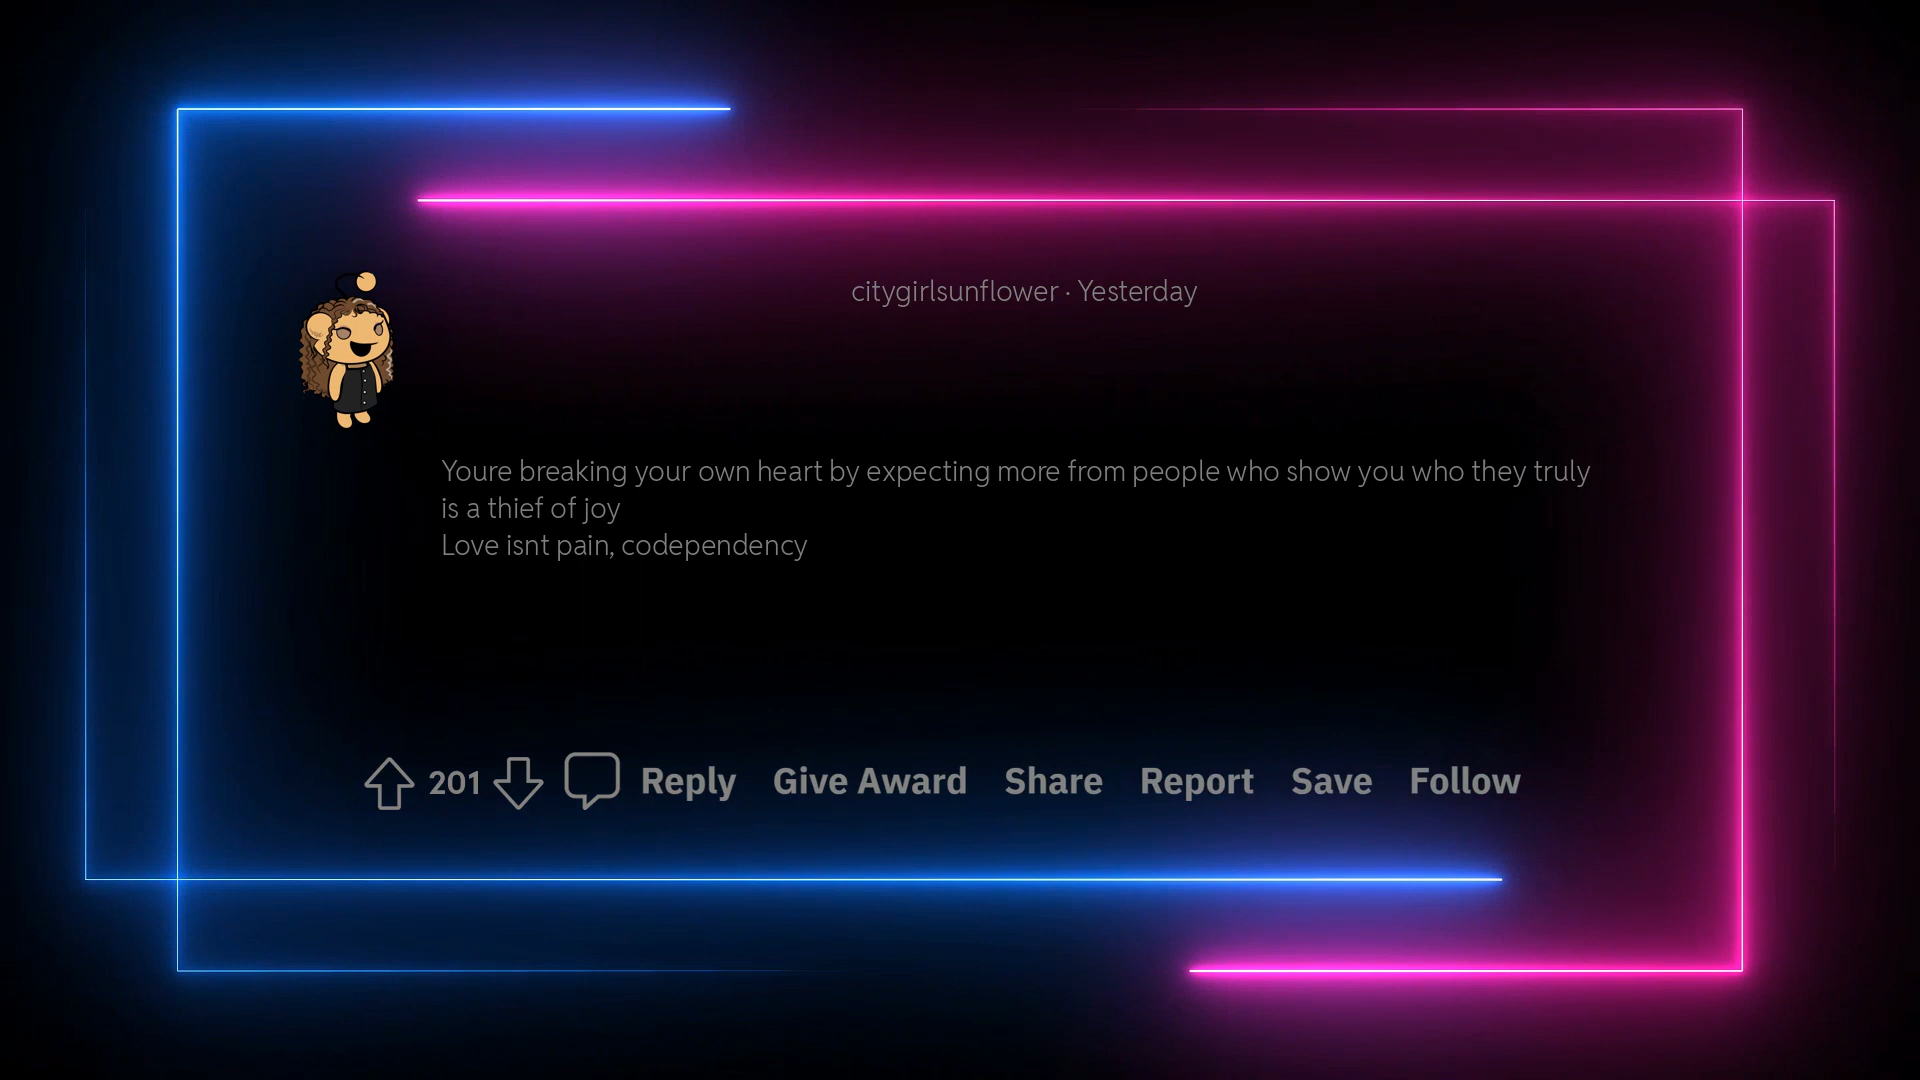 citygirlsunflower · Yesterday
Youre breaking your own heart by expecting more from people who show you who they truly
is a thief of joy
Love isnt pain, codependency
201 Reply Give Award Share Report Save Follow